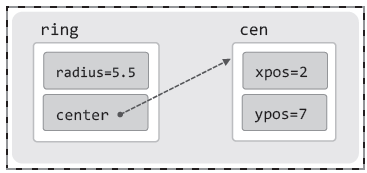 ring
cen
radius=5.5
xpos=2
center
ypos=7